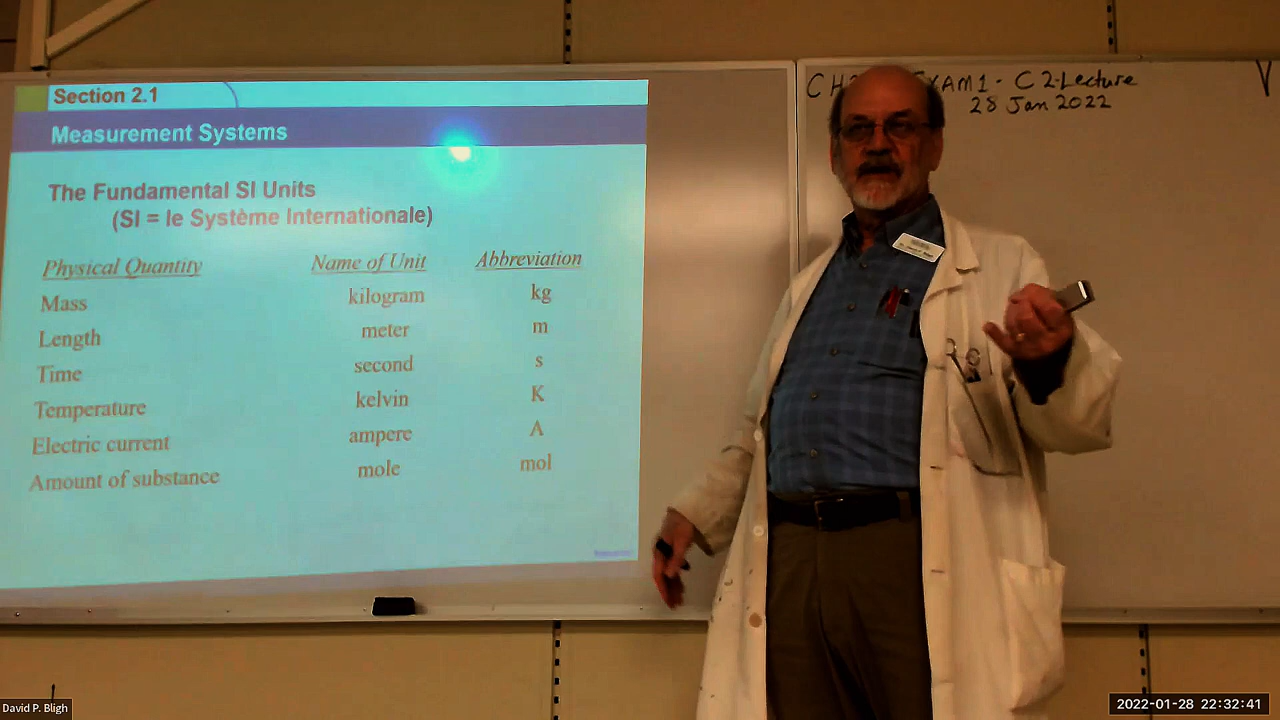 Section 2.1
Measurement Systems
The Fundamental SI Units
(SI = le Système Internationale)
Physical Quantity Name of Unit Abbreviation
Mass kilogram kg
Length meter m
Time second s
Temperature kelvin K
Electric current ampere A
Amount of substance mole mol
EXAM 1 - C 2-Lecture
28 Jan 2022
David P. Bligh
2022-01-28 22:32:41